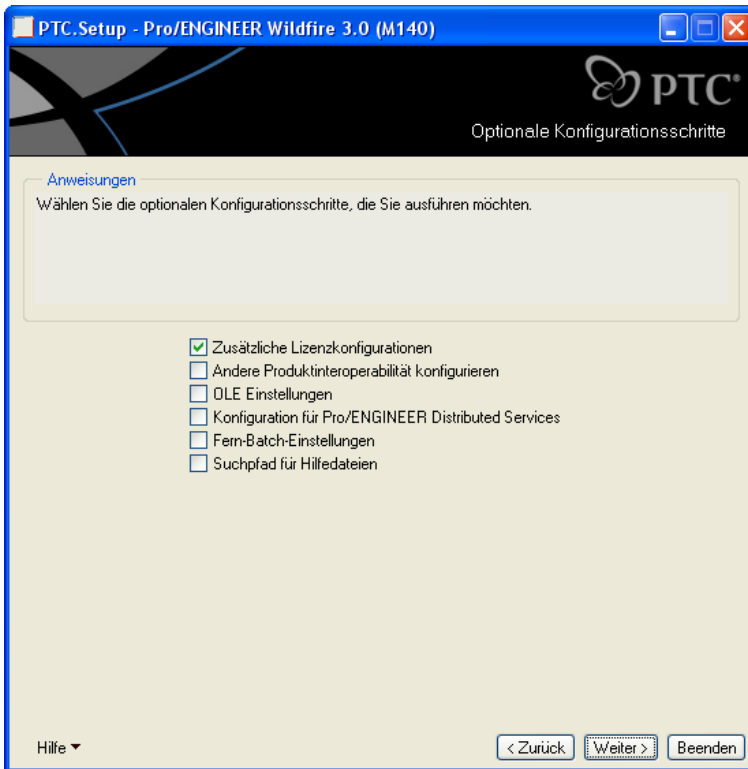 PTC.Setup - Pro/ENGINEER Wildfire 3.0 (M140)
PTC®
Optionale Konfigurationsschritte
Anweisungen
Wählen Sie die optionalen Konfigurationsschritte, die Sie ausführen möchten.
Zusätzliche Lizenzkonfigurationen
Andere Produktinteroperabilität konfigurieren
OLE Einstellungen
Konfiguration für Pro/ENGINEER Distributed Services
Fern-Batch-Einstellungen
Suchpfad für Hilfedateien
Hilfe
< Zurück
Weiter >
Beenden